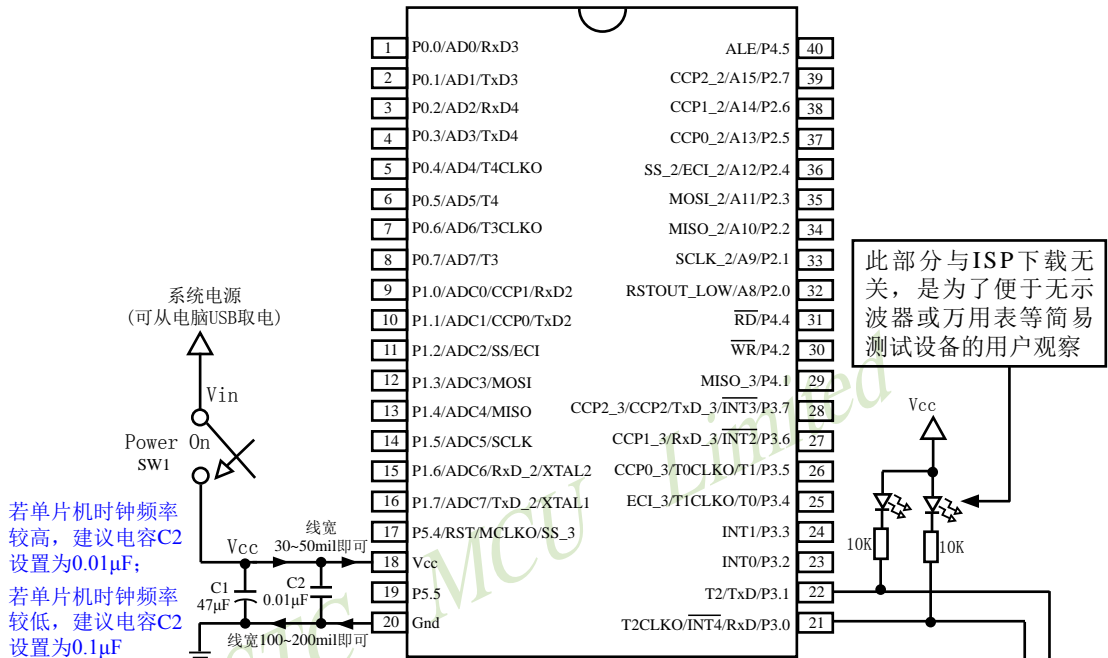 1 P0.0/AD0/RxD3
2 P0.1/AD1/TxD3
3 P0.2/AD2/RxD4
4 P0.3/AD3/TxD4
5 P0.4/AD4/T4CLKO
6 P0.5/AD5/T4
7 P0.6/AD6/T3CLKO
8 P0.7/AD7/T3
9 P1.0/ADC0/CCP1/RxD2
10 P1.1/ADC1/CCP0/TxD2
11 P1.2/ADC2/SS/ECI
12 P1.3/ADC3/MOSI
13 P1.4/ADC4/MISO
14 P1.5/ADC5/SCLK
15 P1.6/ADC6/RxD_2/XTAL2
16 P1.7/ADC7/TxD_2/XTAL1
17 P5.4/RST/MCLKO/SS_3
18 Vcc
19 P5.5
20 Gnd
ALE/P4.5 40
CCP2_2/A15/P2.7 39
CCP1_2/A14/P2.6 38
CCP0_2/A13/P2.5 37
SS_2/ECI_2/A12/P2.4 36
MOSI_2/A11/P2.3 35
MISO_2/A10/P2.2 34
SCLK_2/A9/P2.1 33
RSTOUT_LOW/A8/P2.0 32
RD/P4.4 31
WR/P4.2 30
MISO_3/P4.1 29
CCP2_3/CCP2/TxD_3/INT3/P3.7 28
CCP1_3/RxD_3/INT2/P3.6 27
CCP0_3/T0CLKO/T1/P3.5 26
ECI_3/T1CLKO/T0/P3.4 25
INT1/P3.3 24
INT0/P3.2 23
T2/TxD/P3.1 22
T2CLKO/INT4/RxD/P3.0 21
系统电源
(可从电脑USB取电)
Vin
Power On
SW1
若单片机时钟频率
较高，建议电容C2
设置为0.01μF;
若单片机时钟频率
较低，建议电容C2
设置为0.1μF
Vcc
线宽
30~50mil即可
C1
47μF
C2
0.01μF
线宽100~200mil即可
此部分与ISP下载无
关，是为了便于无示
波器或万用表等简易
测试设备的用户观察
Vcc
10K
10K
STC MCU Limited